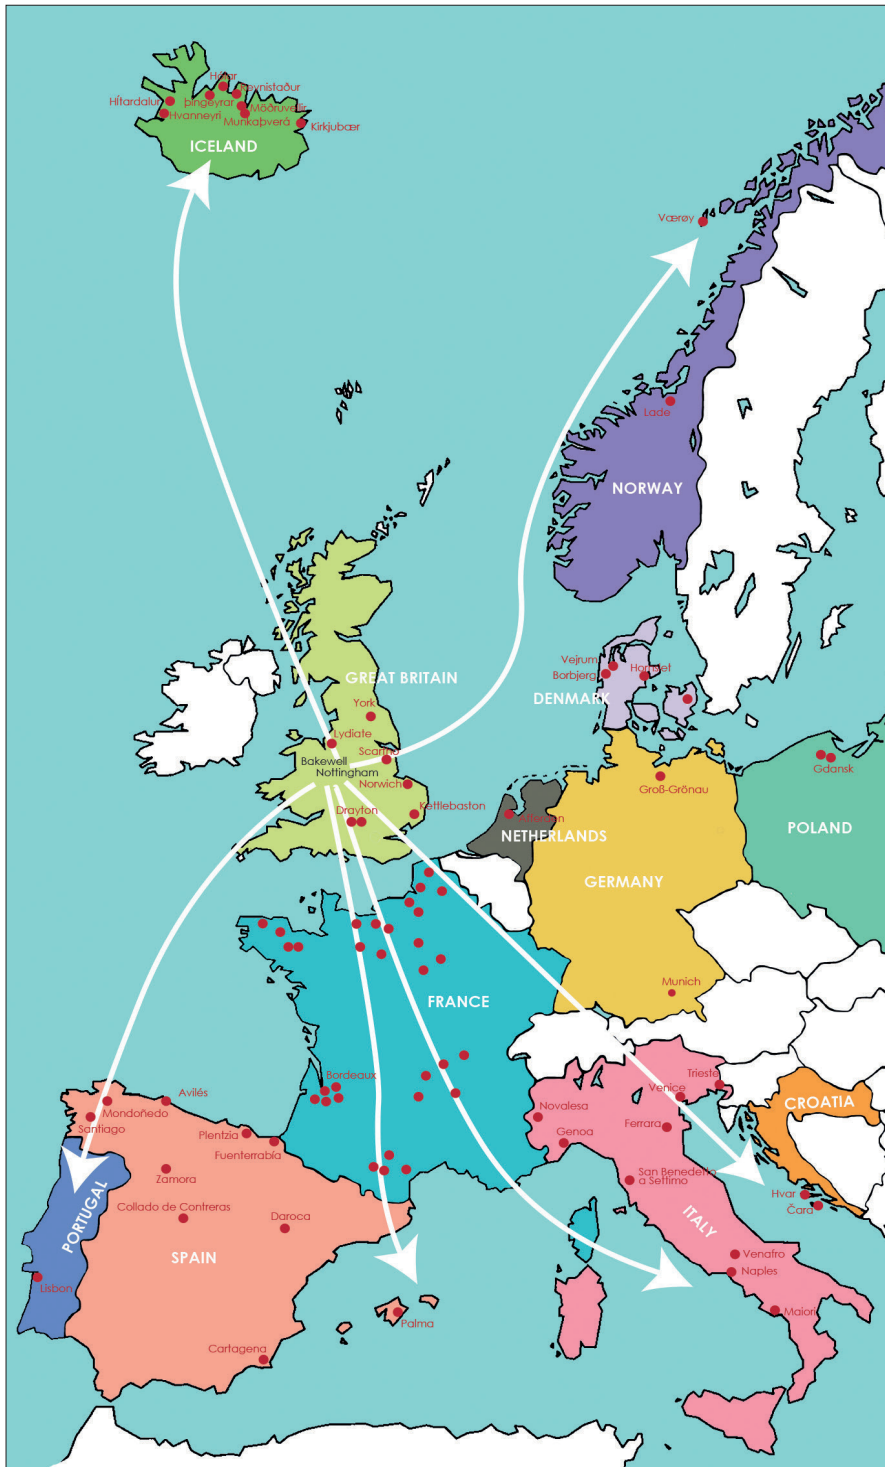 Hólar
Reynistaður
Hítardalur
Þingeyrar
Möðruvellir
Hvanneyri
Munkaþverá
Kirkjubær
ICELAND
Værøy
Lade
NORWAY
Vejrum
Hornslet
Borbjerg
GREAT BRITAIN
DENMARK
York
Lydiate
Scartho
Bakewell
Nottingham
Gdansk
Norwich
Groß-Grönau
Kettlebaston
Drayton
Afferden
NETHERLANDS
POLAND
GERMANY
Munich
FRANCE
Bordeaux
Trieste
Venice
Avilés
CROATIA
Mondoñedo
Novalesa
Santiago
Ferrara
Plentzia
Genoa
Fuenterrabía
San Benedetto
a Settimo
Zamora
Hvar
Čara
PORTUGAL
Collado de Contreras
Daroca
ITALY
SPAIN
Venafro
Naples
Lisbon
Maiori
Palma
Cartagena